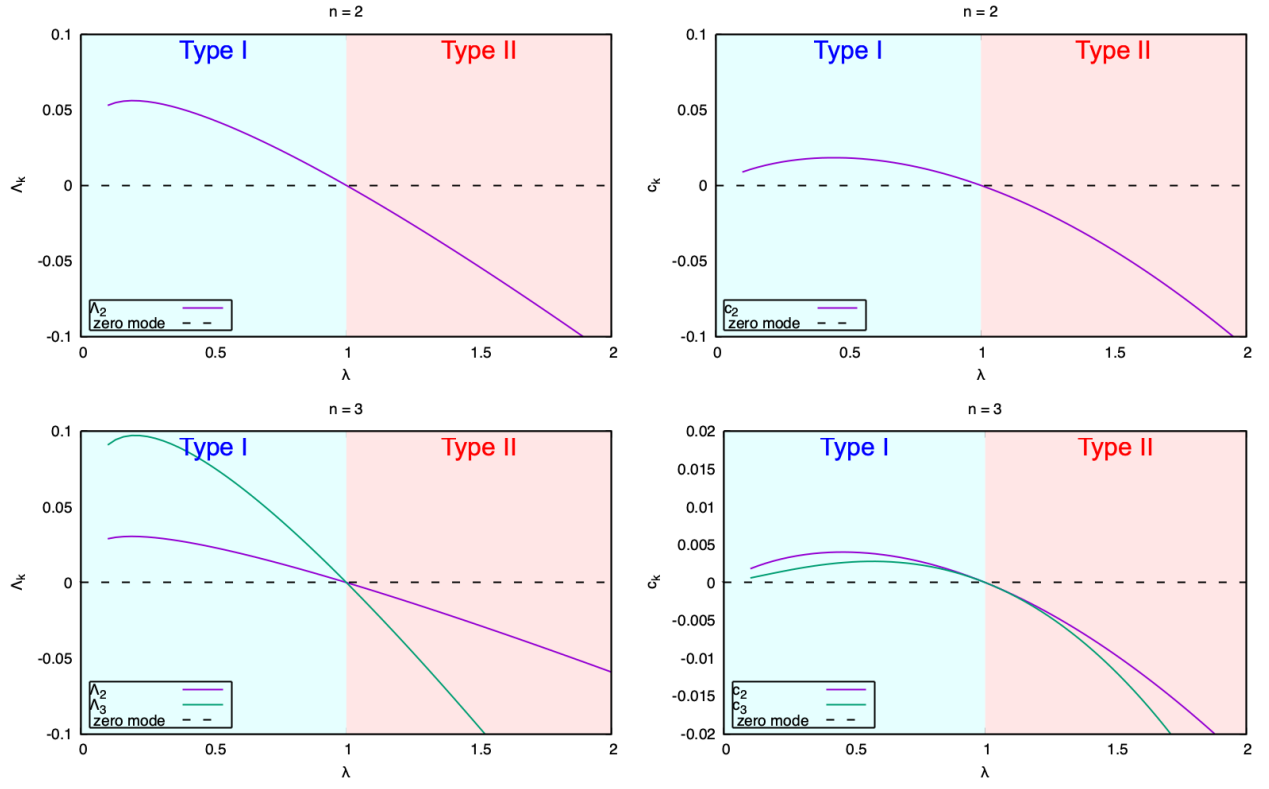 n = 2
Type I Type II
0.1
0.05
0
-0.05
-0.1
Λk
Λ2
zero mode
0 0.5 1 1.5 2
λ
n = 2
Type I Type II
0.1
0.05
0
-0.05
-0.1
ck
c2
zero mode
0 0.5 1 1.5 2
λ
n = 3
Type I Type II
0.1
0.05
0
-0.05
-0.1
Λk
Λ2
Λ3
zero mode
0 0.5 1 1.5 2
λ
n = 3
Type I Type II
0.02
0.015
0.01
0.005
0
-0.005
-0.01
-0.015
-0.02
ck
c2
c3
zero mode
0 0.5 1 1.5 2
λ